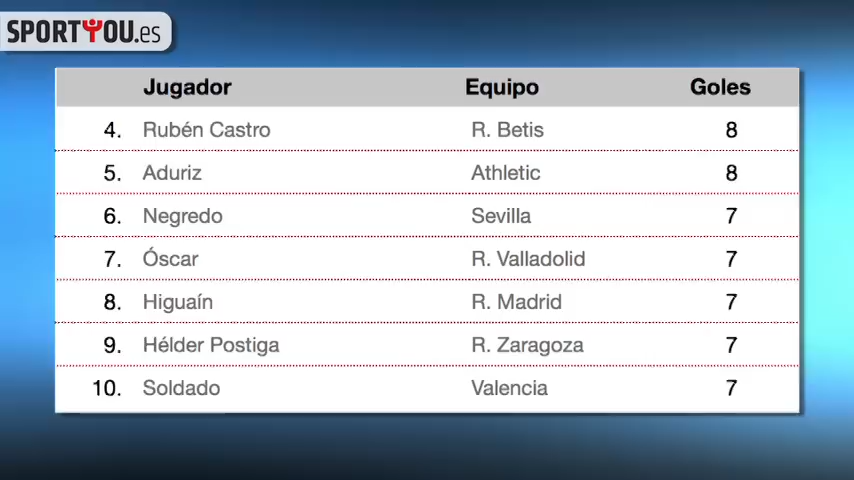 SPORTYOU.es
Jugador Equipo Goles
4. Rubén Castro R. Betis 8
5. Aduriz Athletic 8
6. Negredo Sevilla 7
7. Óscar R. Valladolid 7
8. Higuaín R. Madrid 7
9. Hélder Postiga R. Zaragoza 7
10. Soldado Valencia 7